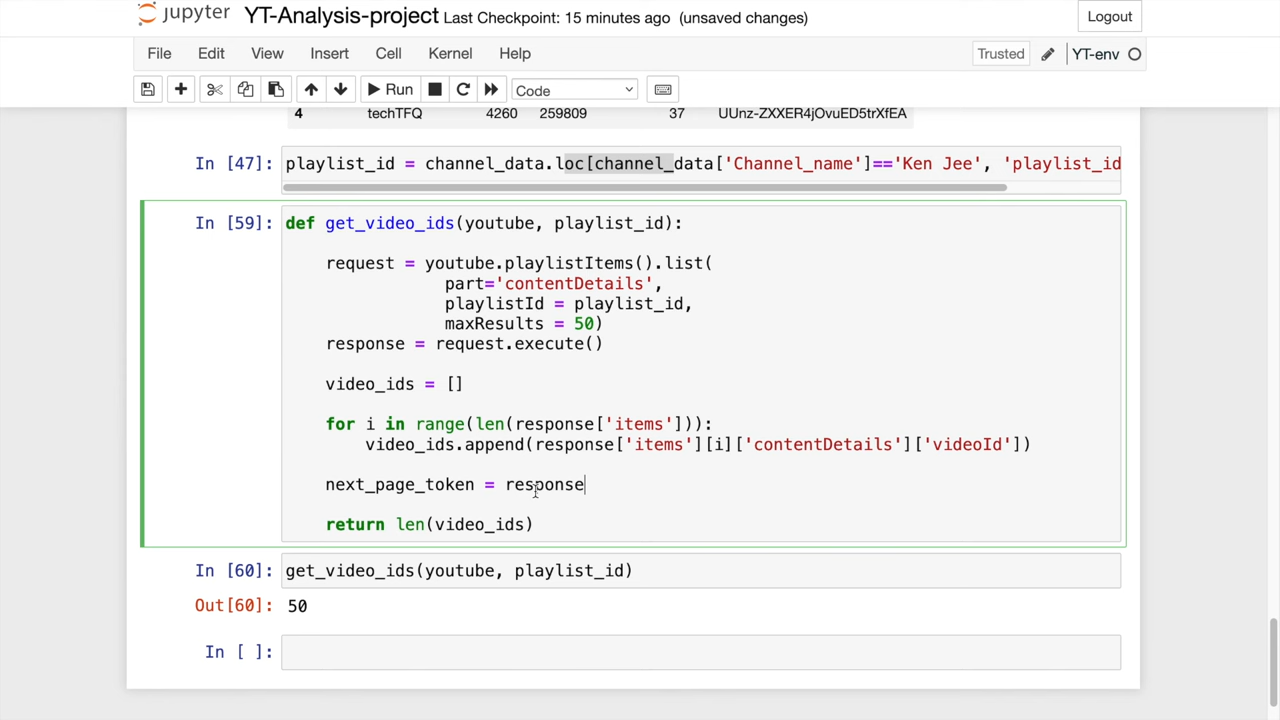 jupyter YT-Analysis-project Last Checkpoint: 15 minutes ago (unsaved changes) Logout
File Edit View Insert Cell Kernel Help Trusted YT-env
Run Code
4 techTFQ 4260 259809 37 UUnz-ZXXER4jOvuED5trXfEA
In [47]: playlist_id = channel_data.loc[channel_data['Channel_name']=='Ken Jee', 'playlist_id
In [59]: def get_video_ids(youtube, playlist_id):
request = youtube.playlistItems().list(
part='contentDetails',
playlistId = playlist_id,
maxResults = 50)
response = request.execute()
video_ids = []
for i in range(len(response['items'])):
video_ids.append(response['items'][i]['contentDetails']['videoId'])
next_page_token = response
return len(video_ids)
In [60]: get_video_ids(youtube, playlist_id)
Out[60]: 50
In [ ]: